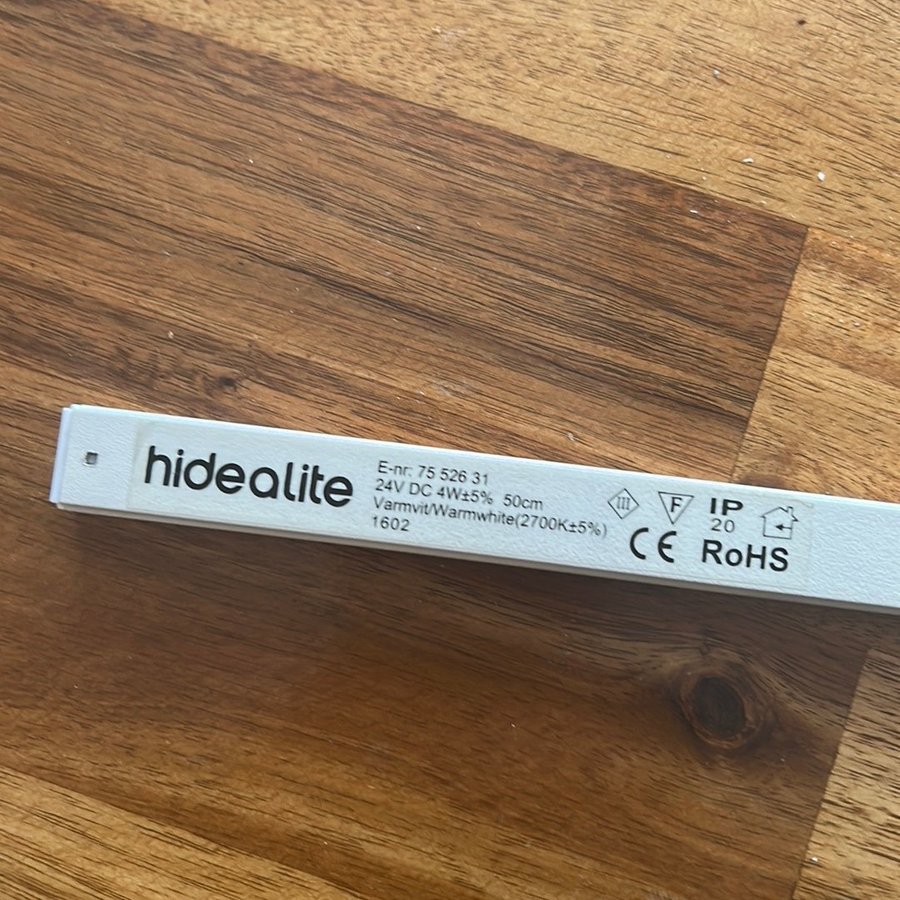 hidealite
E-nr: 75 526 31
24V DC 4W±5% 50cm
Varmvit/Warmwhite(2700K±5%)
1602
III
F
IP
20
CE
RoHS